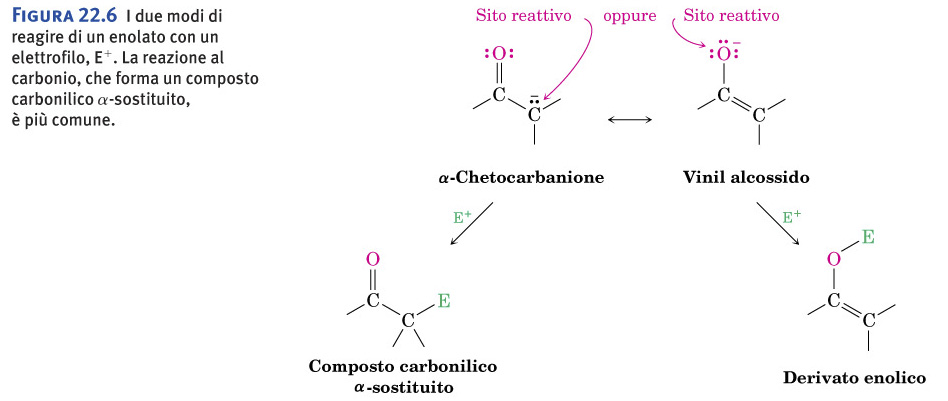 FIGURA 22.6 I due modi di
reagire di un enolato con un
elettrofilo, E⁺. La reazione al
carbonio, che forma un composto
carbonilico α-sostituito,
è più comune.
Sito reattivo oppure Sito reattivo
:O: :Ö:⁻
C C̈⁻ C C
α-Chetocarbanione Vinil alcossido
E⁺ E⁺
O E
C C E O
C C
Composto carbonilico
α-sostituito
Derivato enolico